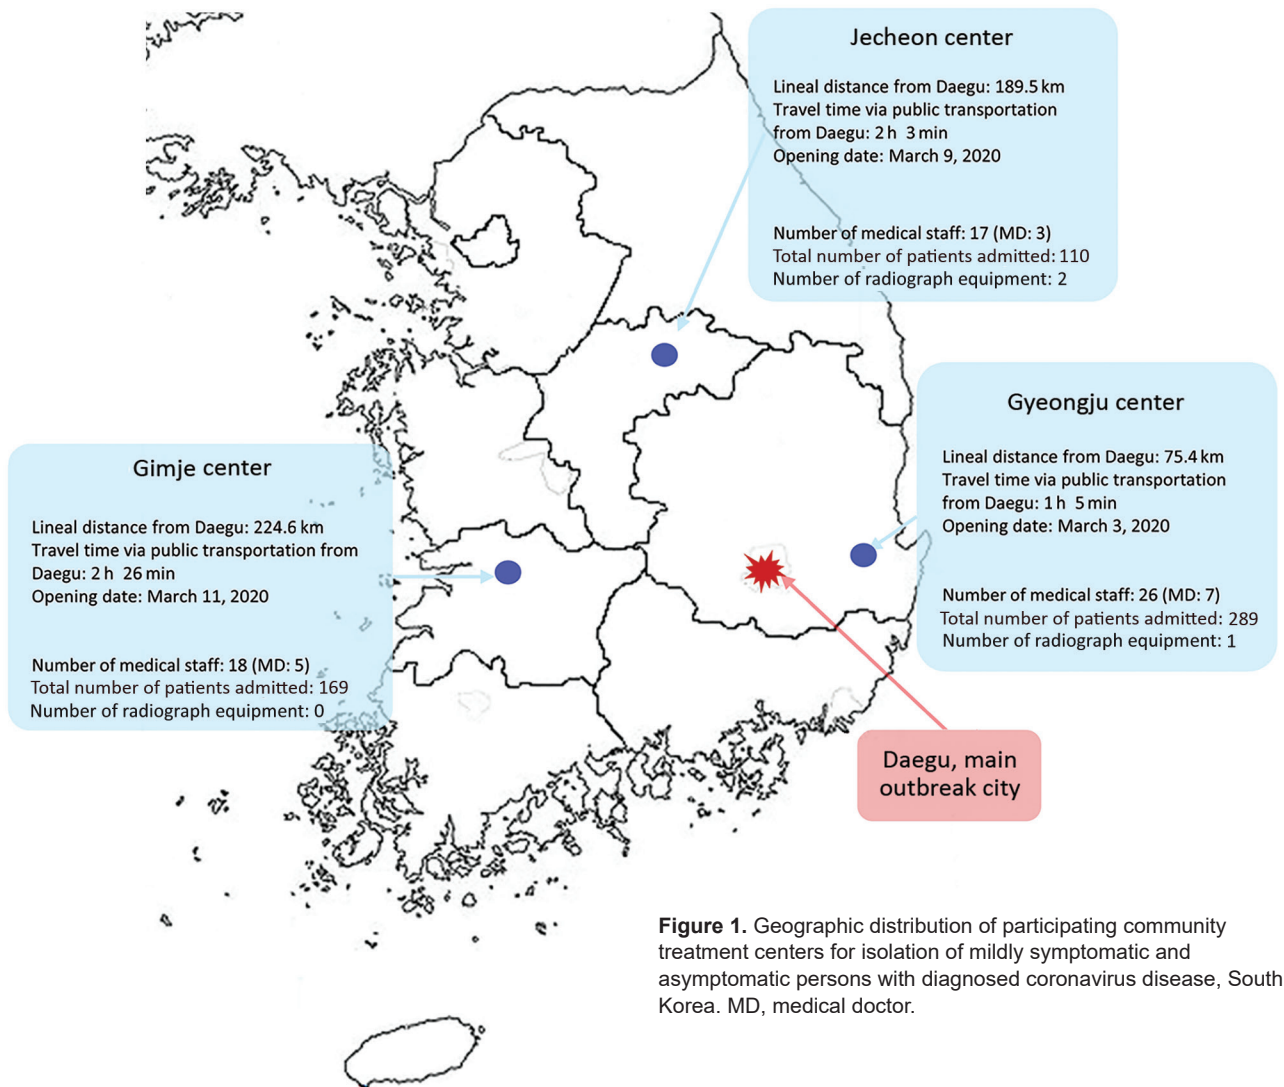 Jecheon center
Lineal distance from Daegu: 189.5 km
Travel time via public transportation
from Daegu: 2 h 3 min
Opening date: March 9, 2020
Number of medical staff: 17 (MD: 3)
Total number of patients admitted: 110
Number of radiograph equipment: 2
Gyeongju center
Lineal distance from Daegu: 75.4 km
Travel time via public transportation
from Daegu: 1 h 5 min
Opening date: March 3, 2020
Number of medical staff: 26 (MD: 7)
Total number of patients admitted: 289
Number of radiograph equipment: 1
Gimje center
Lineal distance from Daegu: 224.6 km
Travel time via public transportation from
Daegu: 2 h 26 min
Opening date: March 11, 2020
Number of medical staff: 18 (MD: 5)
Total number of patients admitted: 169
Number of radiograph equipment: 0
Daegu, main
outbreak city
Figure 1. Geographic distribution of participating community
treatment centers for isolation of mildly symptomatic and
asymptomatic persons with diagnosed coronavirus disease, South
Korea. MD, medical doctor.